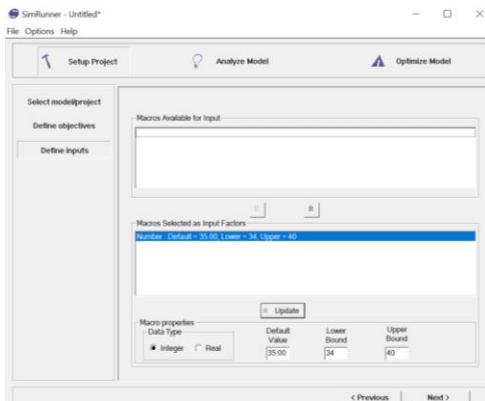 SimRunner - Untitled*
File Options Help
Setup Project
Analyze Model
Optimize Model
Select model/project
Define objectives
Define inputs
Macros Available for Input
Macros Selected as Input Factors
Number : Default = 35.00, Lower = 34, Upper = 40
Update
Macro properties
Data Type
Integer Real
Default Value
Lower Bound
Upper Bound
35.00 34 40
< Previous Next >